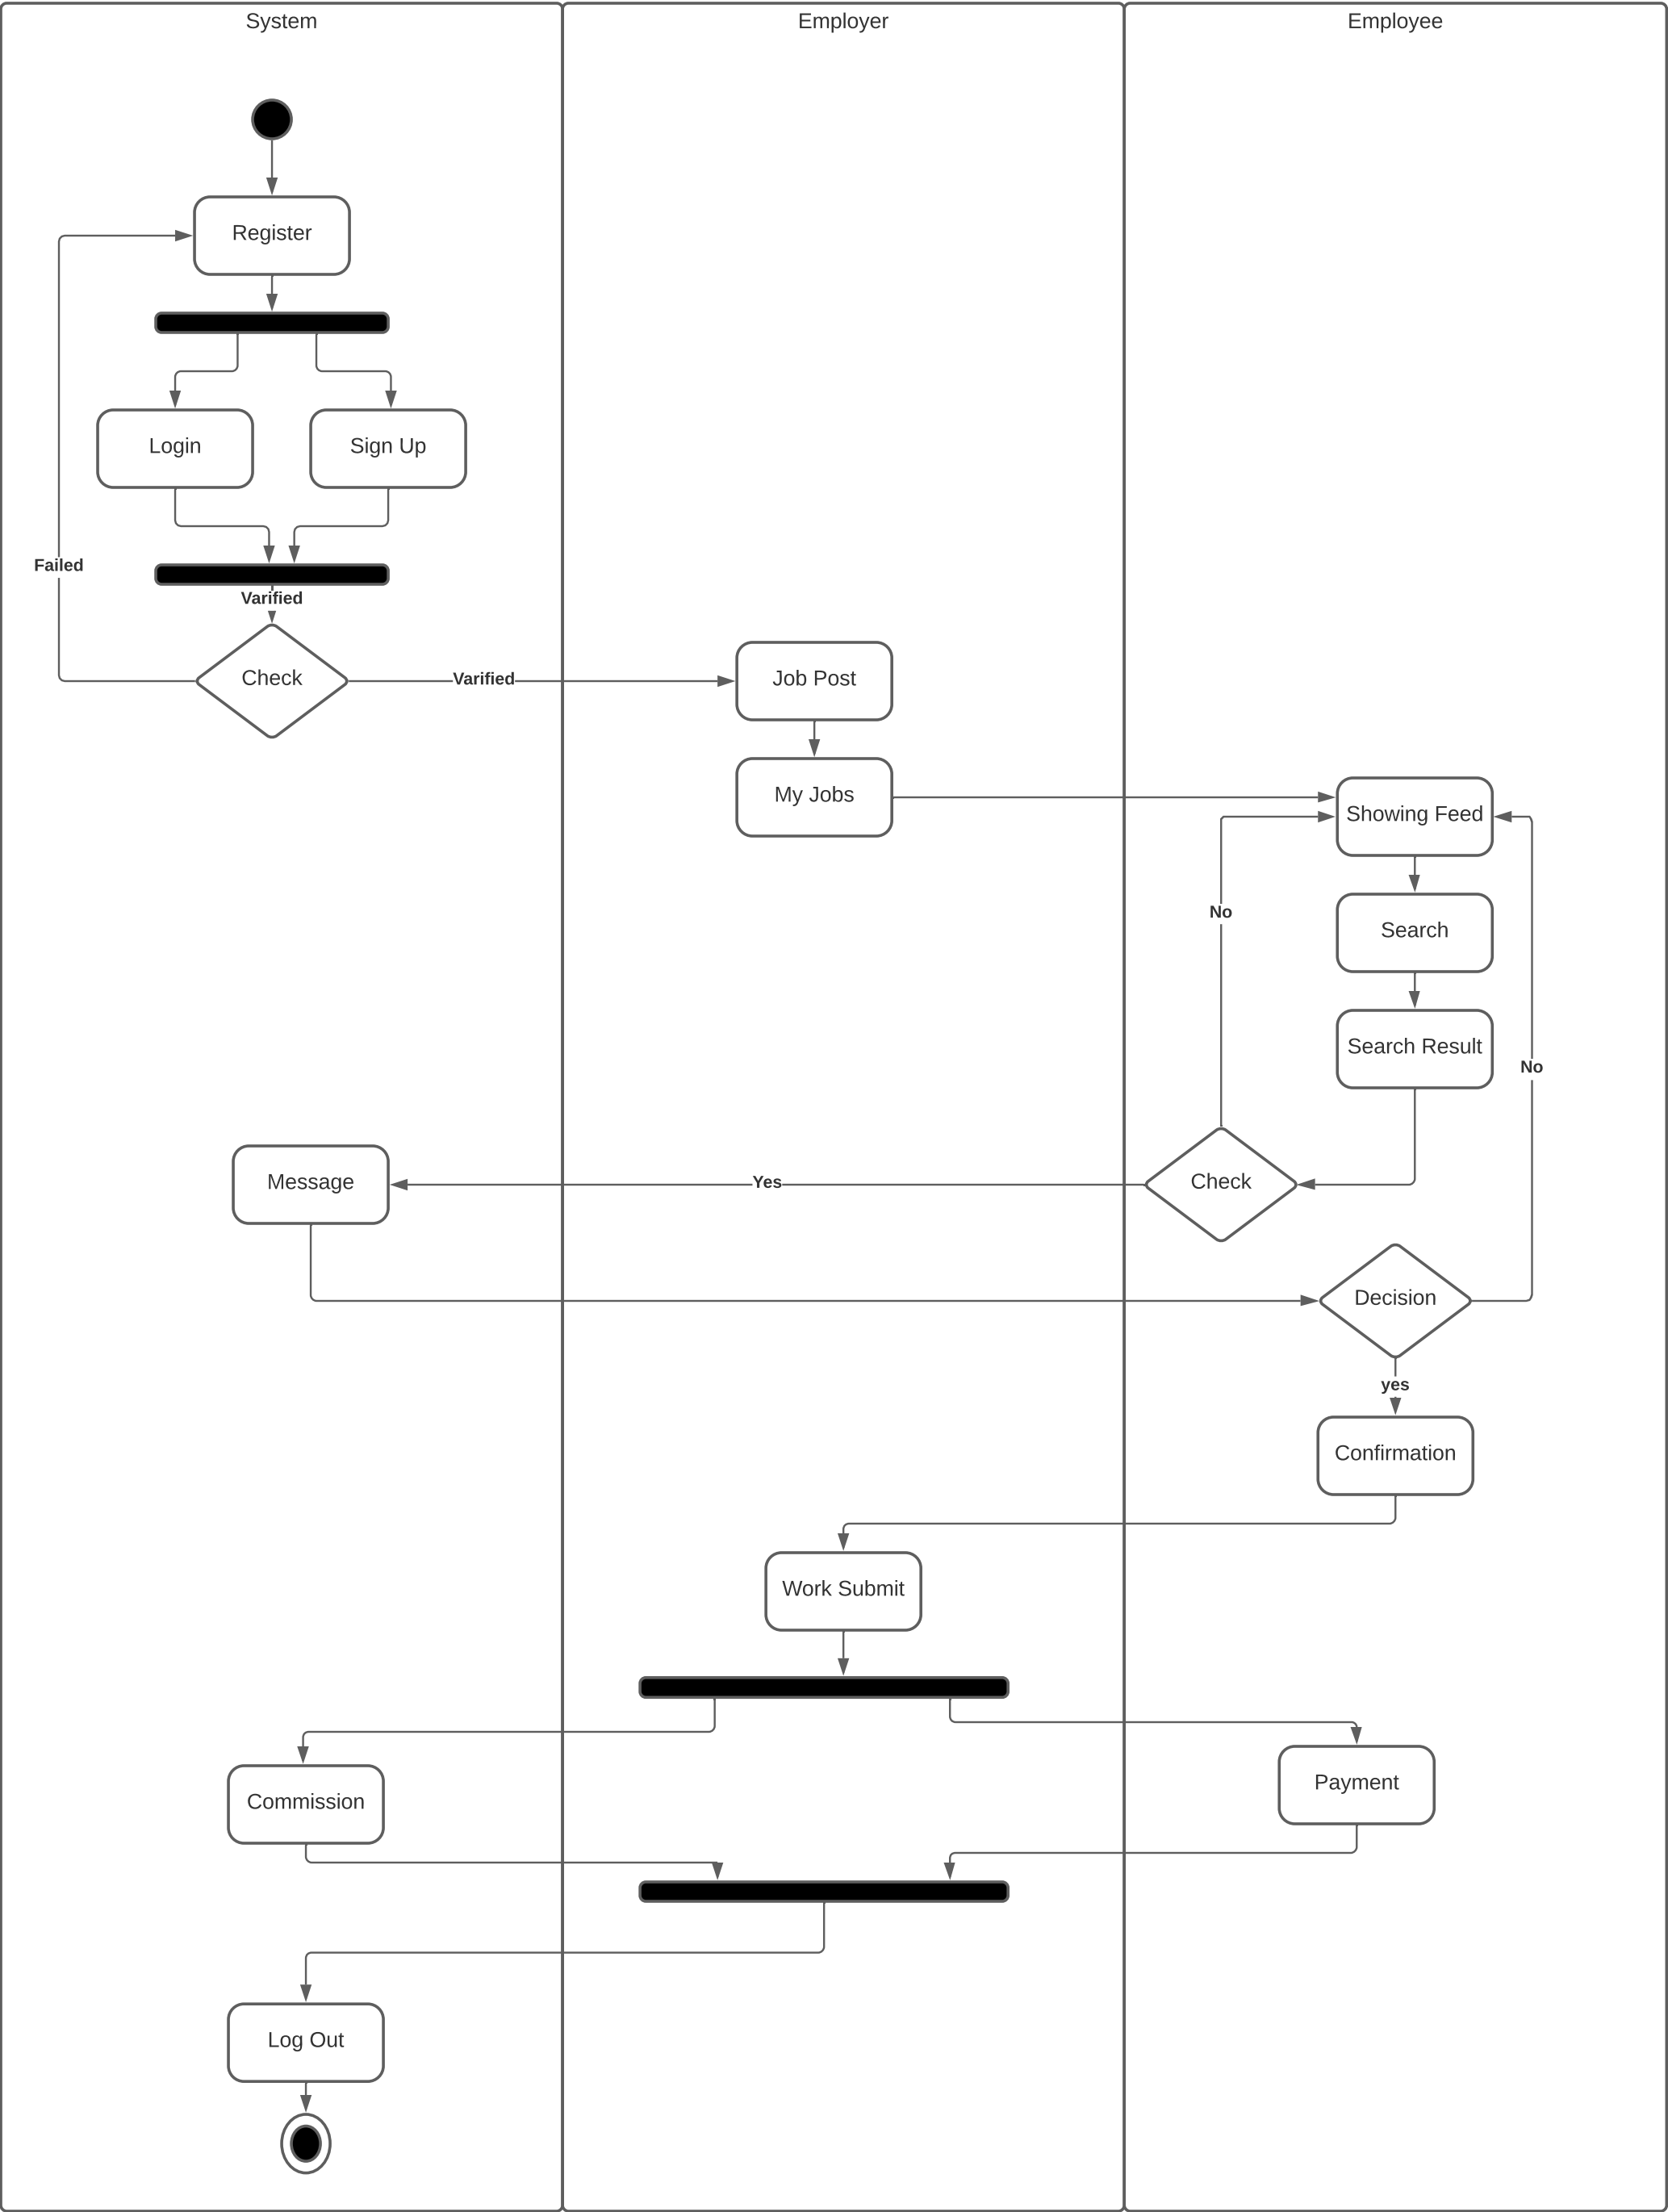 System
Employer
Employee
Register
Login
Sign Up
Failed
Varified
Check
Varified
Job Post
My Jobs
Showing Feed
No
Search
Search Result
No
Message
Yes
Check
Decision
yes
Confirmation
Work Submit
Commission
Payment
Log Out